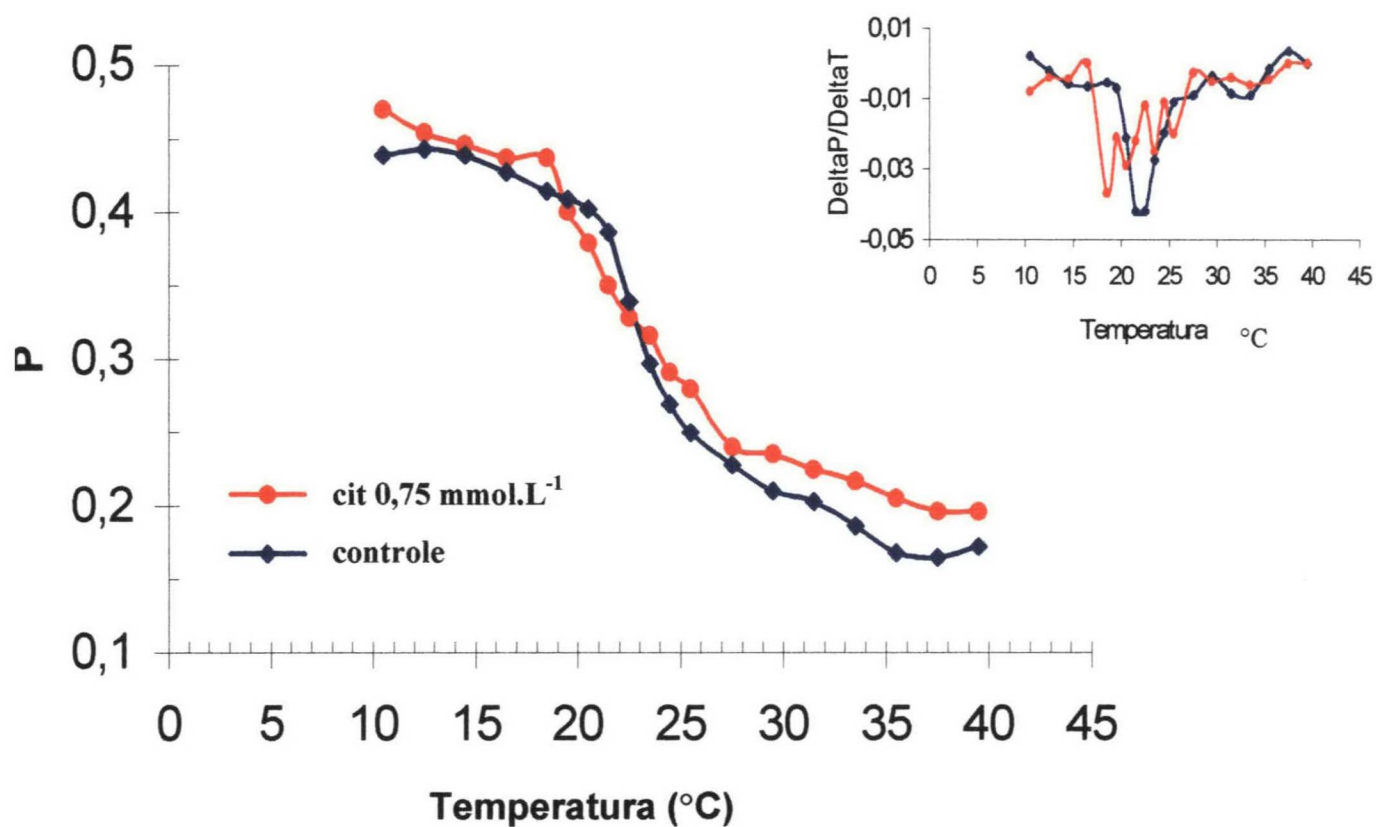 0,5
0,4
0,3
0,2
0,1
P
cit 0,75 mmol.L-1
controle
0 5 10 15 20 25 30 35 40 45
Temperatura (°C)
0,01
-0,01
-0,03
-0,05
DeltaP/DeltaT
0 5 10 15 20 25 30 35 40 45
Temperatura °C